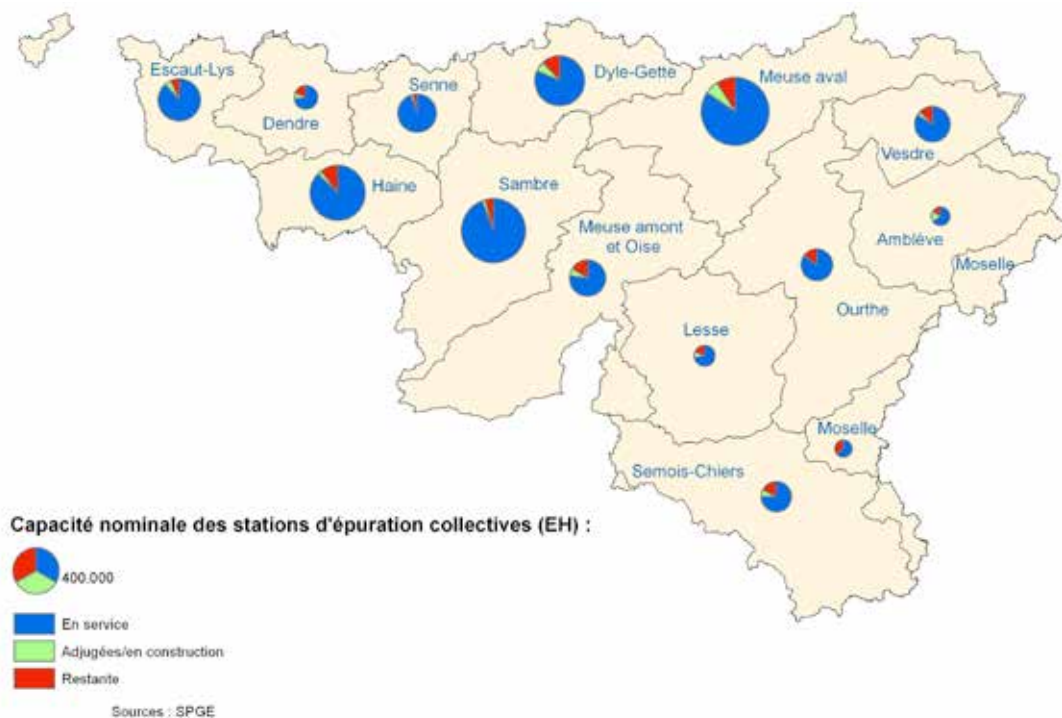 Escaut-Lys
Dendre
Senne
Dyle-Gette
Meuse aval
Vesdre
Haine
Sambre
Meuse amont
et Oise
Amblève
Moselle
Ourthe
Lesse
Moselle
Semois-Chiers
Capacité nominale des stations d'épuration collectives (EH) :
400.000
En service
Adjugées/en construction
Restante
Sources : SPGE